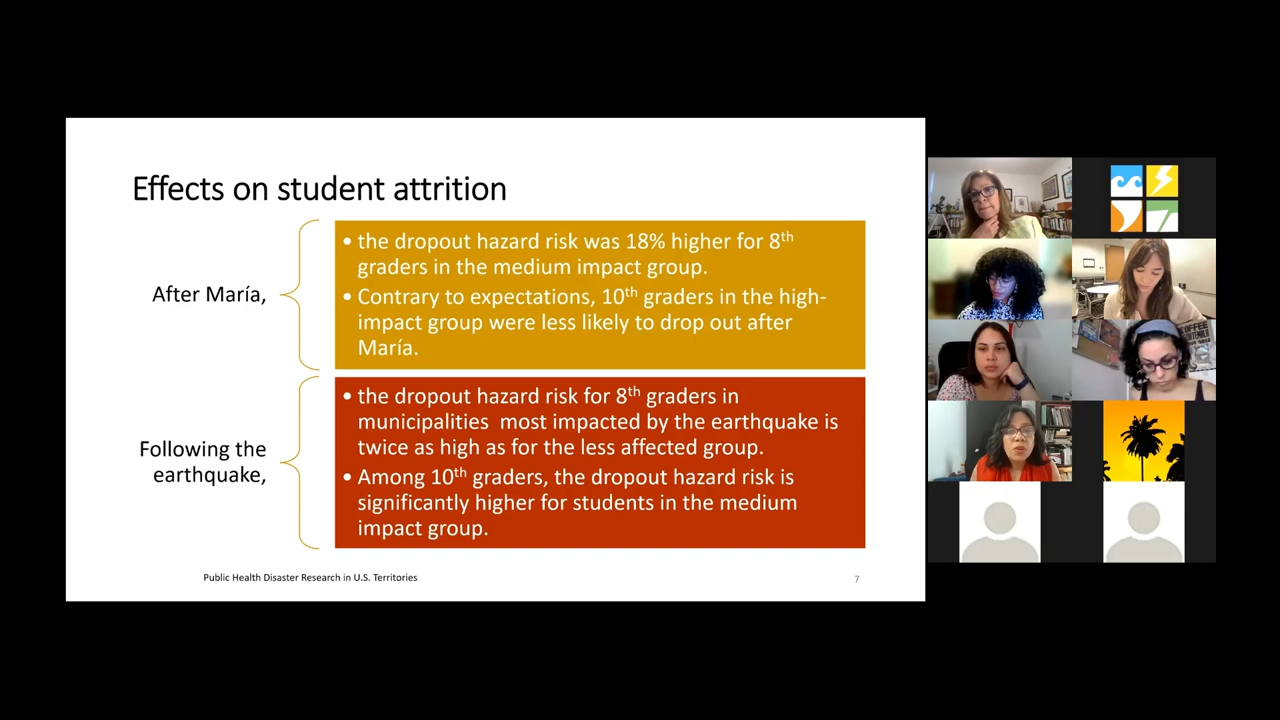 Effects on student attrition
After María,
• the dropout hazard risk was 18% higher for 8th
graders in the medium impact group.
• Contrary to expectations, 10th graders in the high-
impact group were less likely to drop out after
María.
Following the
earthquake,
• the dropout hazard risk for 8th graders in
municipalities  most impacted by the earthquake is
twice as high as for the less affected group.
• Among 10th graders, the dropout hazard risk is
significantly higher for students in the medium
impact group.
Public Health Disaster Research in U.S. Territories
7
COFFEE